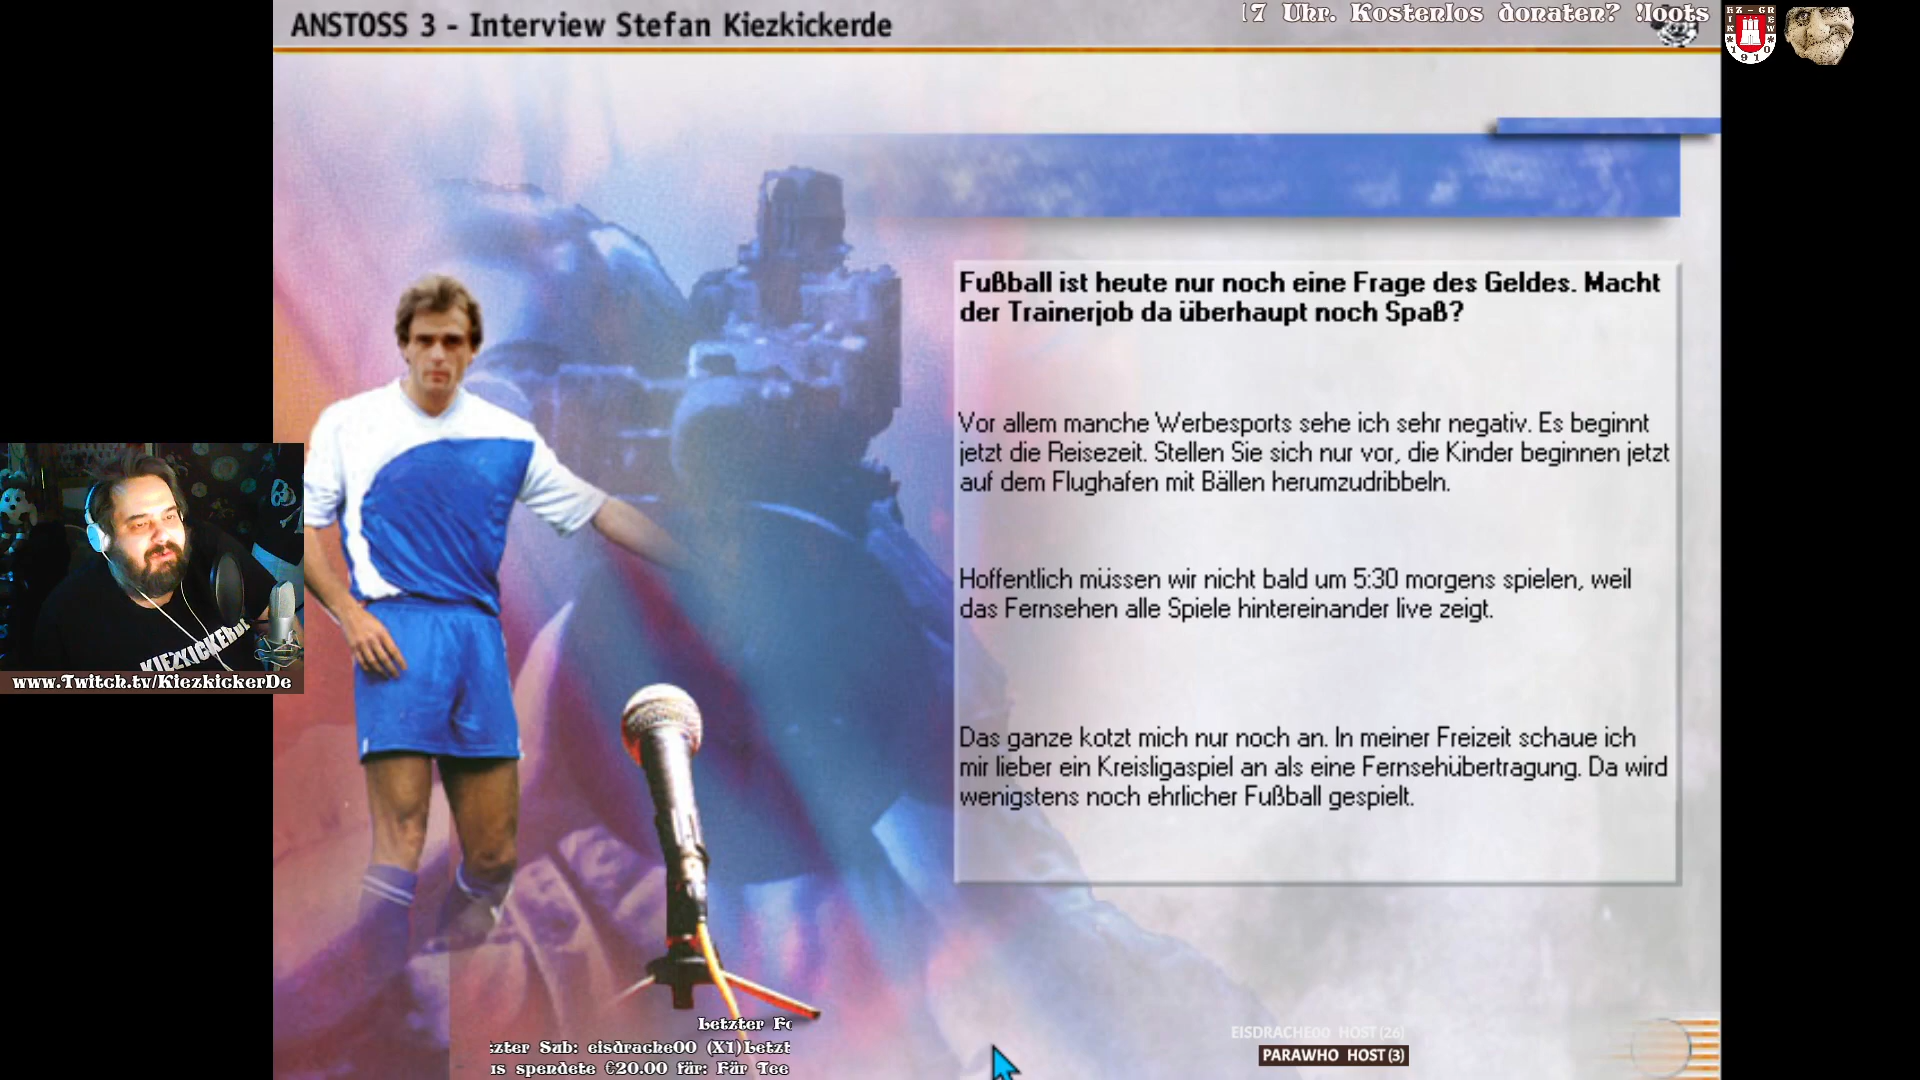 ANSTOSS 3 - Interview Stefan Kiezkickerde
17 Uhr. Kostenlos donaten? !loots
Fußball ist heute nur noch eine Frage des Geldes. Macht
der Trainerjob da überhaupt noch Spaß?
Vor allem manche Werbesports sehe ich sehr negativ. Es beginnt
jetzt die Reisezeit. Stellen Sie sich nur vor, die Kinder beginnen jetzt
auf dem Flughafen mit Bällen herumzudribbeln.
Hoffentlich müssen wir nicht bald um 5:30 morgens spielen, weil
das Fernsehen alle Spiele hintereinander live zeigt.
Das ganze kotzt mich nur noch an. In meiner Freizeit schaue ich
mir lieber ein Kreisligaspiel an als eine Fernsehübertragung. Da wird
wenigstens noch ehrlicher Fußball gespielt.
KIEZKICKERDE
www.Twitch.tv/KiezkickerDe
Letzter Fo
zter Sub: eisdrache00 (X1)Letzt
us spendete €20.00 für: Für Tee
EISDRACHE00 HOST (26)
PARAWHO HOST (3)